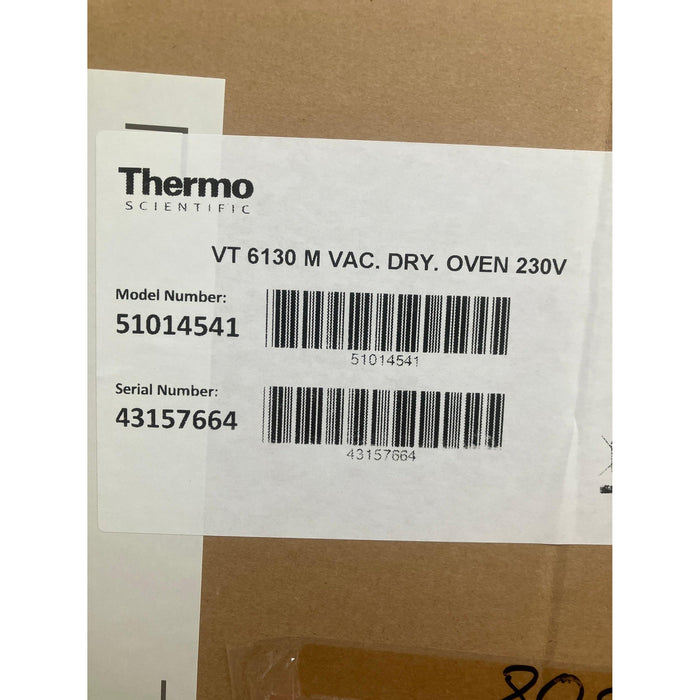 Thermo
SCIENTIFIC
VT 6130 M VAC. DRY. OVEN 230V
Model Number:
51014541
51014541
Serial Number:
43157664
43157664